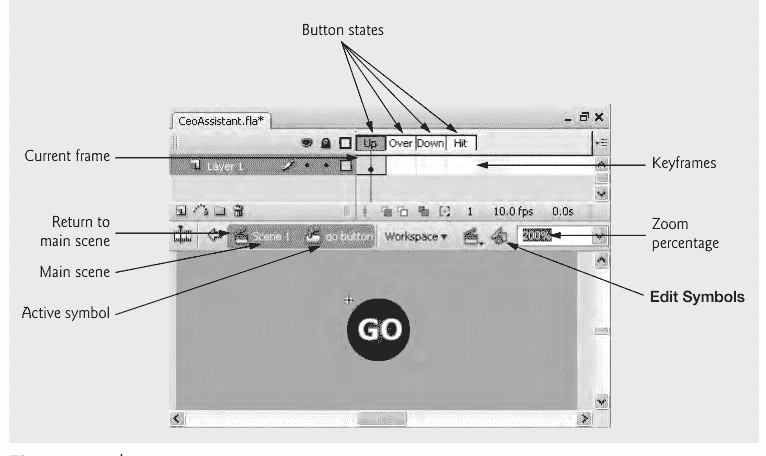 Button states
CeoAssistant.fla*
Up Over Down Hit
Current frame
Layer 1
Keyframes
1 10.0 fps 0.0s
Return to
main scene
Scene 1 go button Workspace 200%
Zoom
percentage
Main scene
Edit Symbols
Active symbol
GO